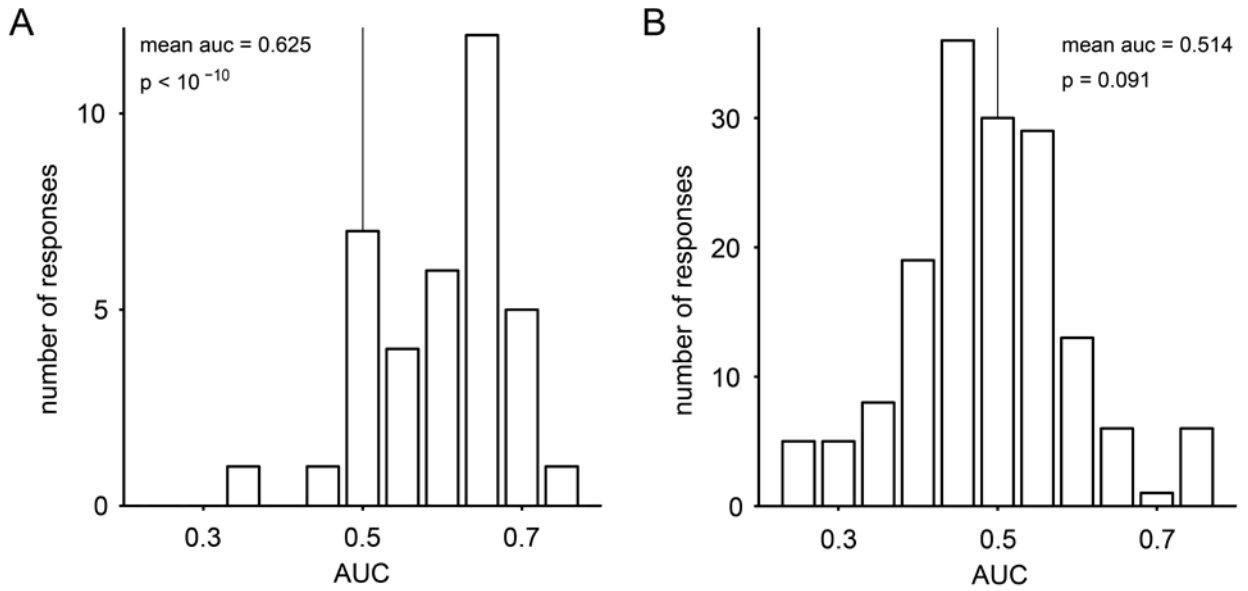 A
mean auc = 0.625
p < 10⁻¹⁰
number of responses
10
5
0
0.3
0.5
0.7
AUC
B
mean auc = 0.514
p = 0.091
number of responses
30
20
10
0
0.3
0.5
0.7
AUC